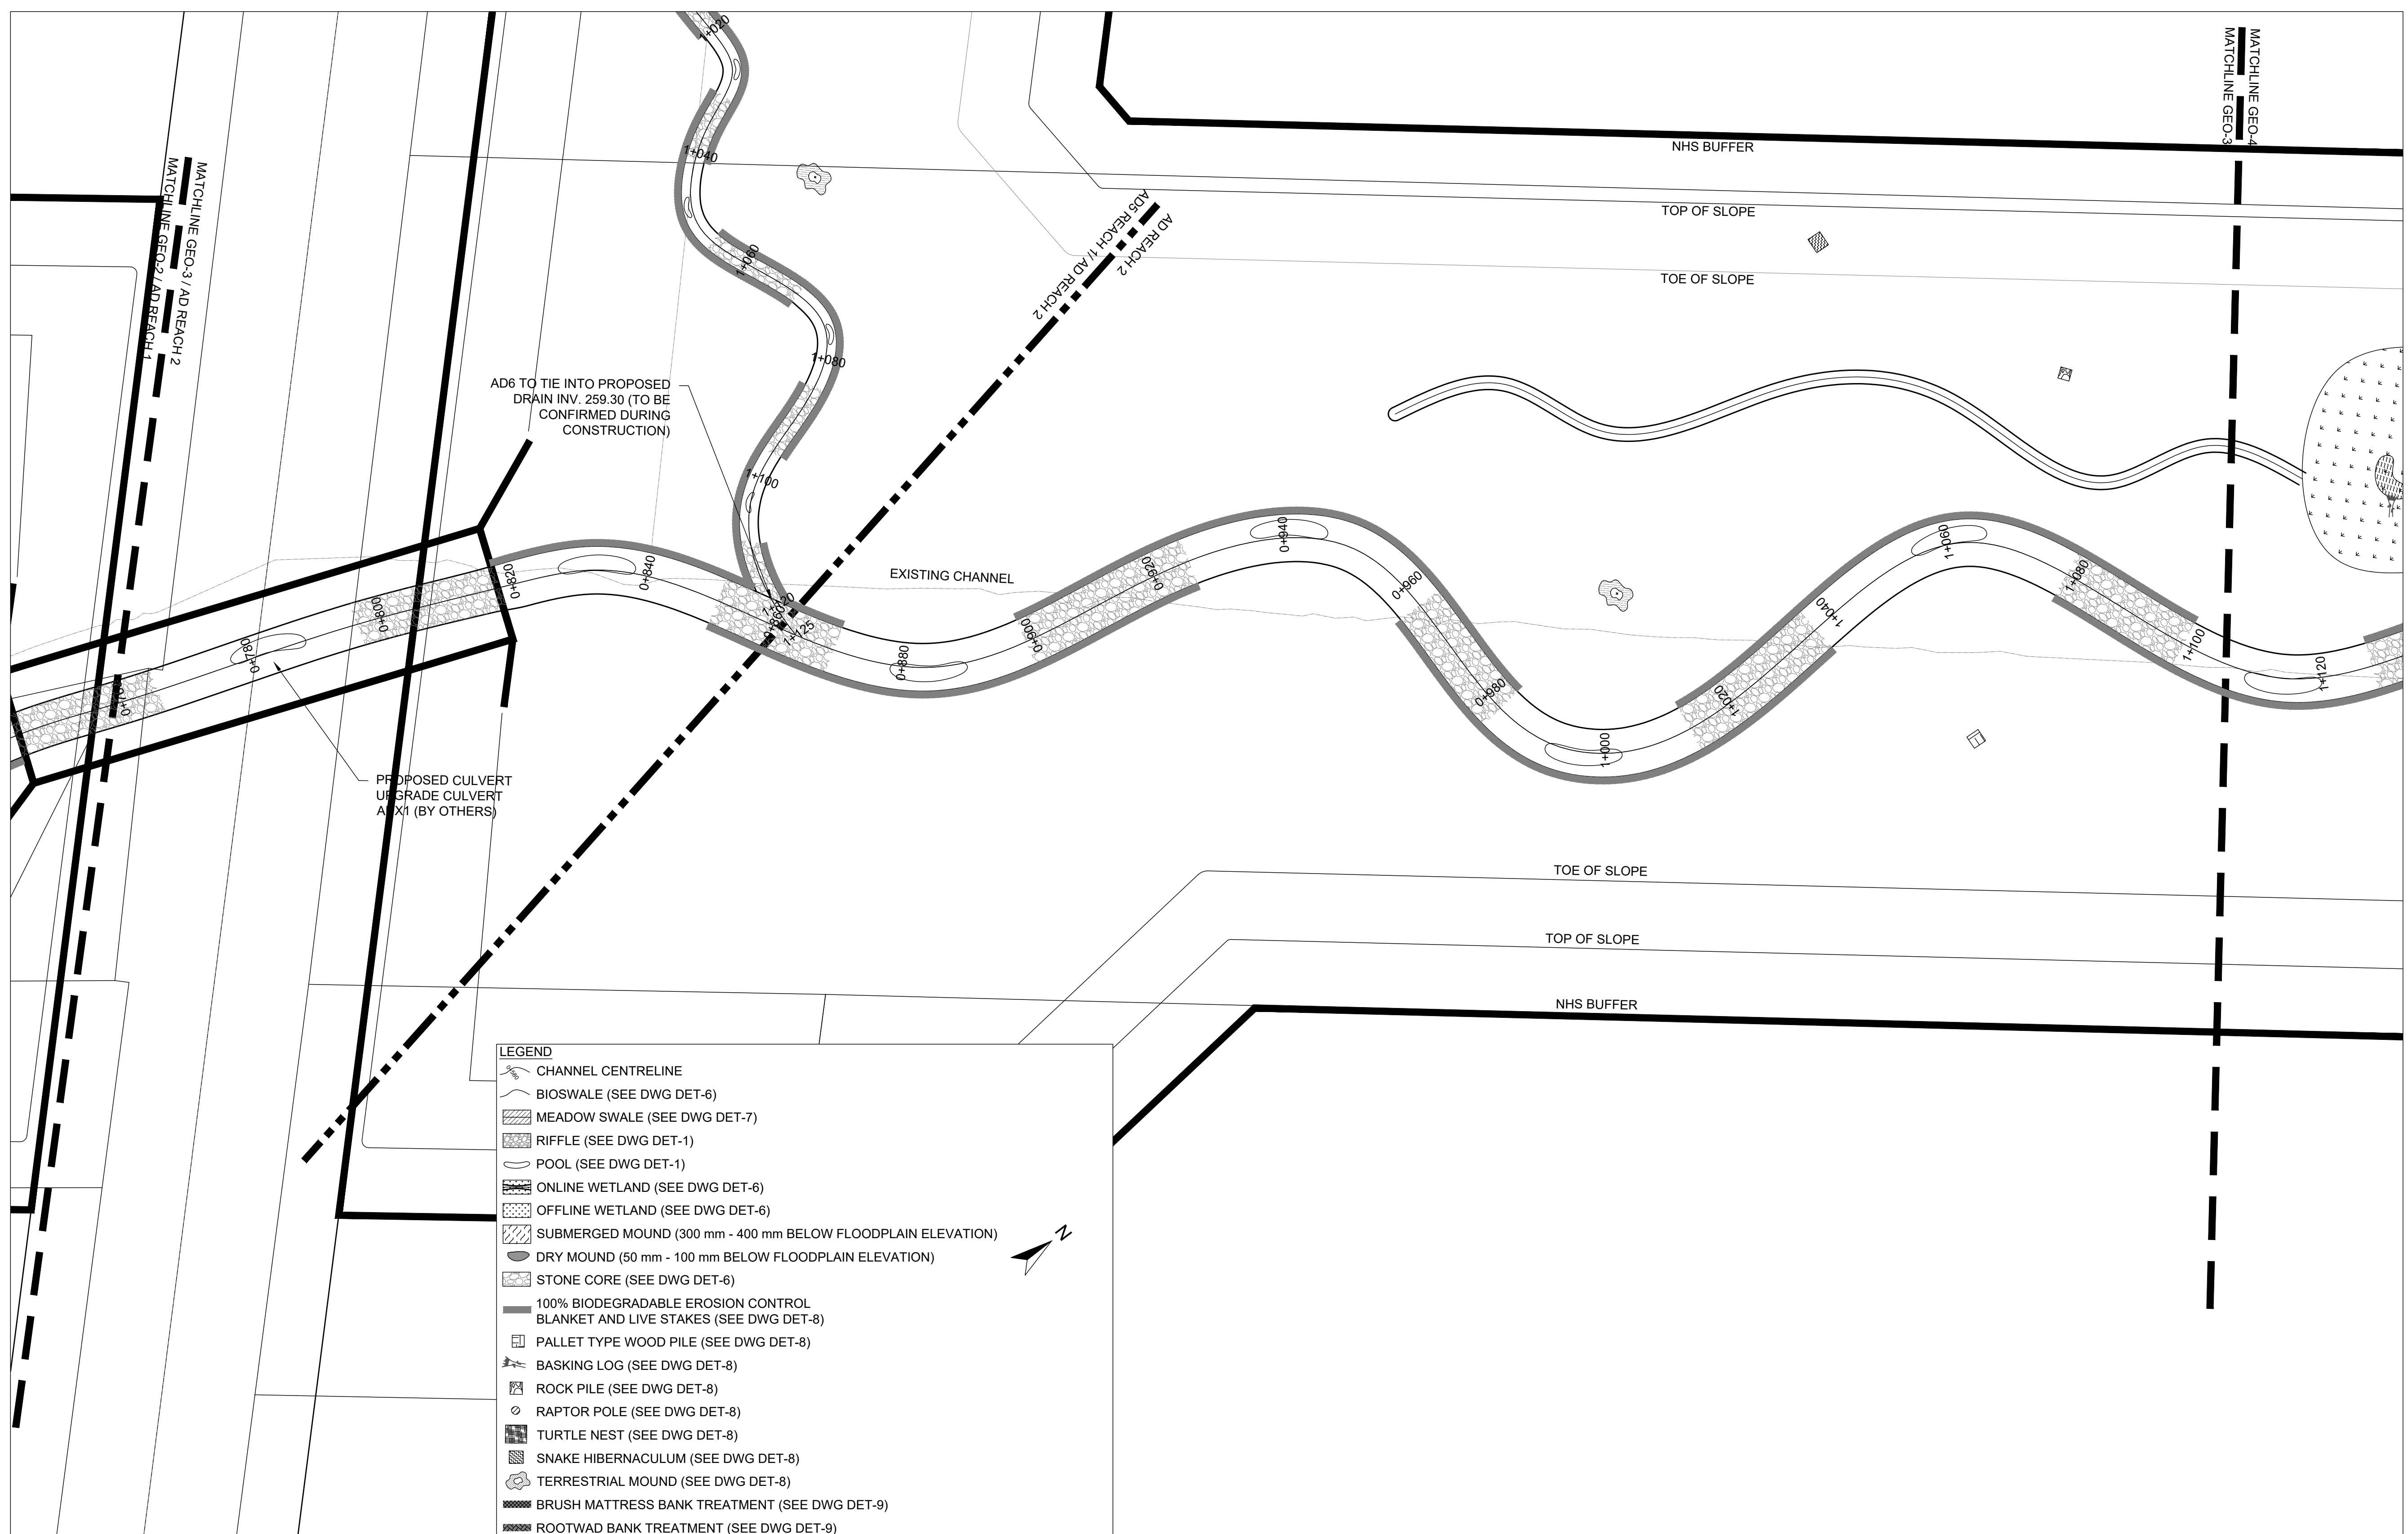 1+020
MATCHLINE GEO-4
MATCHLINE GEO-3
NHS BUFFER
1+040
MATCHLINE GEO-3 / AD REACH 2
MATCHLINE GEO-2 / AD REACH 1
TOP OF SLOPE
AD5 REACH 1/ AD REACH 2
AD REACH 2
1+060
TOE OF SLOPE
1+080
AD6 TO TIE INTO PROPOSED
DRAIN INV. 259.30 (TO BE
CONFIRMED DURING
CONSTRUCTION)
1+100
EXISTING CHANNEL
0+780
0+800
0+820
0+840
1+120
0+860
1+125
0+880
0+900
0+920
0+940
0+960
0+980
1+000
1+020
1+040
1+060
1+080
1+100
1+120
PROPOSED CULVERT
UPGRADE CULVERT
(BY OTHERS)
TOE OF SLOPE
TOP OF SLOPE
NHS BUFFER
LEGEND
CHANNEL CENTRELINE
BIOSWALE (SEE DWG DET-6)
MEADOW SWALE (SEE DWG DET-7)
RIFFLE (SEE DWG DET-1)
POOL (SEE DWG DET-1)
ONLINE WETLAND (SEE DWG DET-6)
OFFLINE WETLAND (SEE DWG DET-6)
SUBMERGED MOUND (300 mm - 400 mm BELOW FLOODPLAIN ELEVATION)
DRY MOUND (50 mm - 100 mm BELOW FLOODPLAIN ELEVATION)
STONE CORE (SEE DWG DET-6)
100% BIODEGRADABLE EROSION CONTROL
BLANKET AND LIVE STAKES (SEE DWG DET-8)
PALLET TYPE WOOD PILE (SEE DWG DET-8)
BASKING LOG (SEE DWG DET-8)
ROCK PILE (SEE DWG DET-8)
RAPTOR POLE (SEE DWG DET-8)
TURTLE NEST (SEE DWG DET-8)
SNAKE HIBERNACULUM (SEE DWG DET-8)
TERRESTRIAL MOUND (SEE DWG DET-8)
BRUSH MATTRESS BANK TREATMENT (SEE DWG DET-9)
ROOTWAD BANK TREATMENT (SEE DWG DET-9)
N